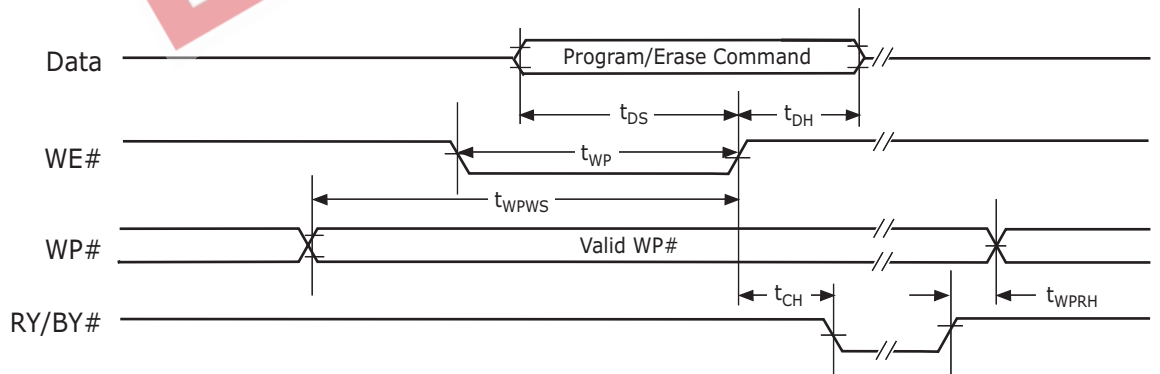 Data
Program/Erase Command
tDS
tDH
WE#
tWP
tWPWS
WP#
Valid WP#
tCH
tWPRH
RY/BY#